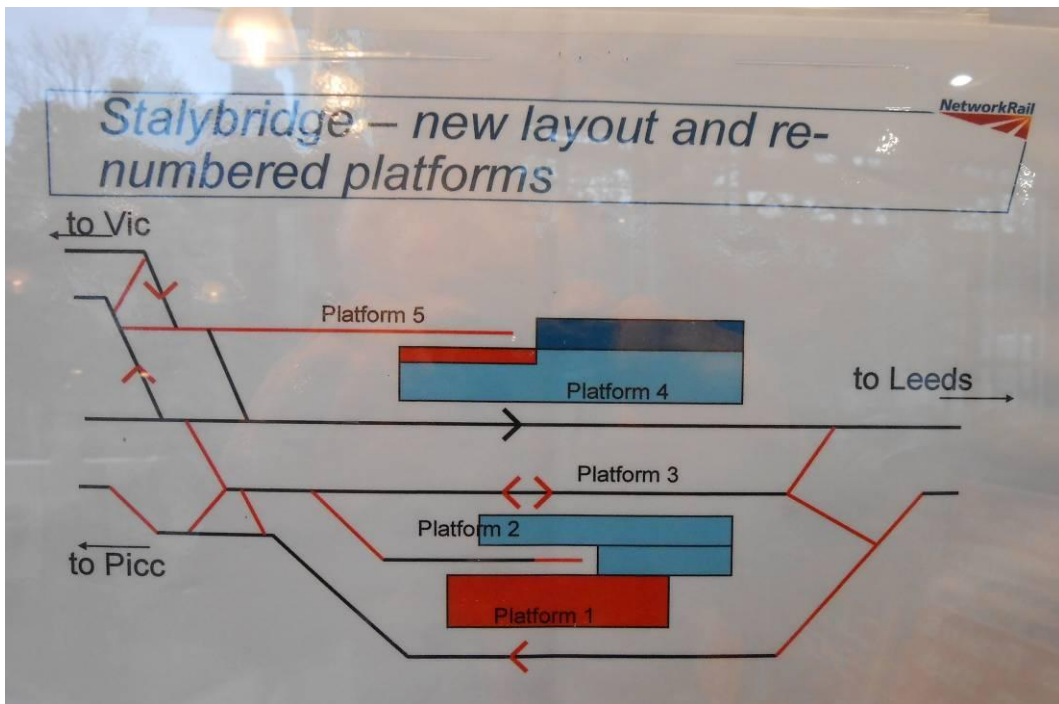 NetworkRail
Stalybridge – new layout and re-
numbered platforms
to Vic
Platform 5
Platform 4
to Leeds
Platform 3
Platform 2
to Picc
Platform 1